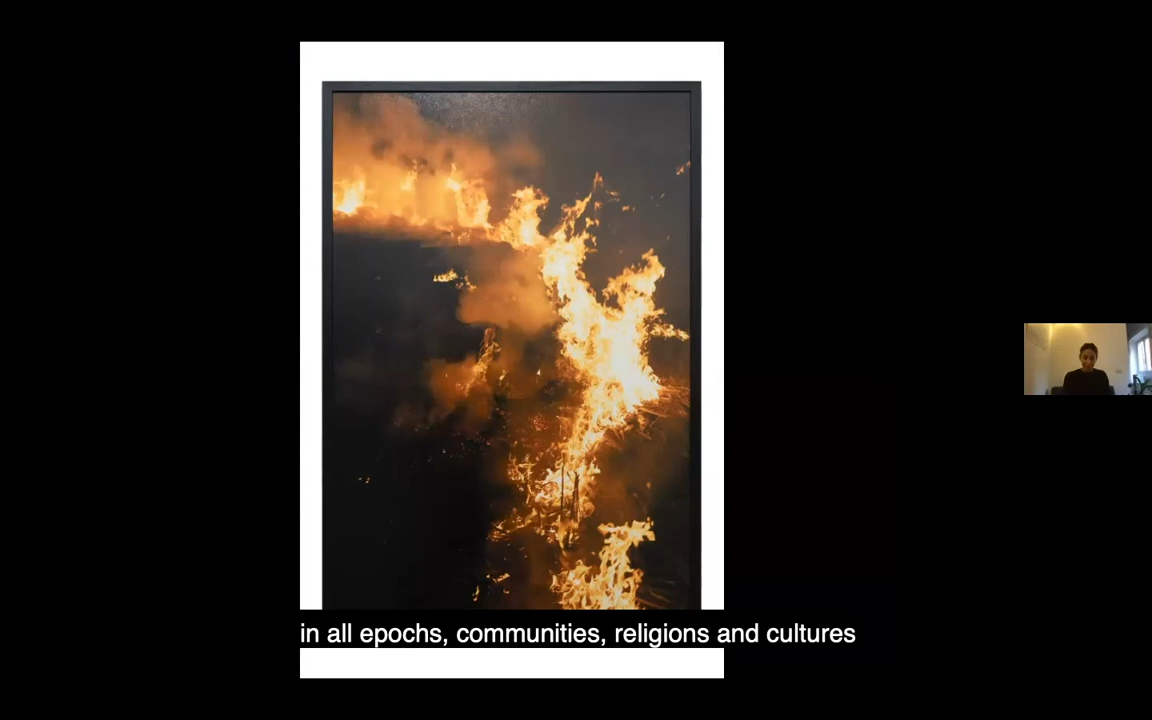 in all epochs, communities, religions and cultures